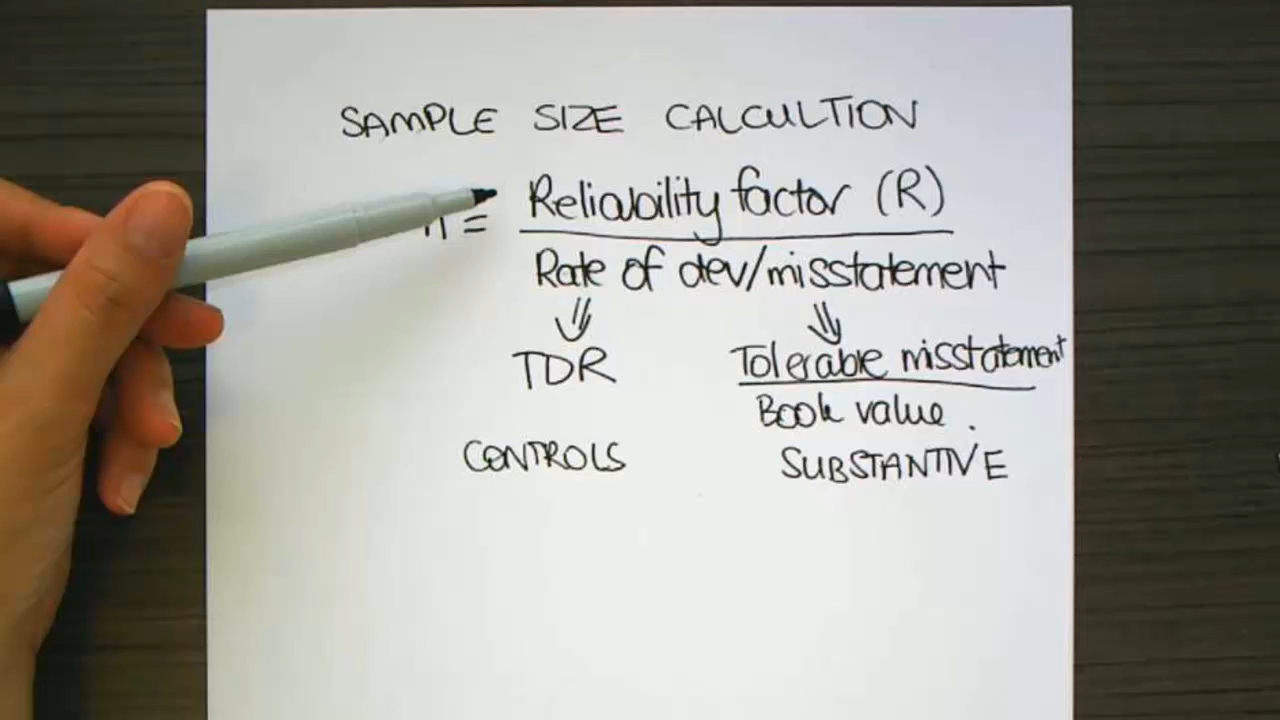 SAMPLE SIZE CALCULTION
n = Reliability factor (R)
Rate of dev/misstatement
⇓ ⇓
TDR Tolerable misstatement
Book value.
CONTROLS SUBSTANTIVE